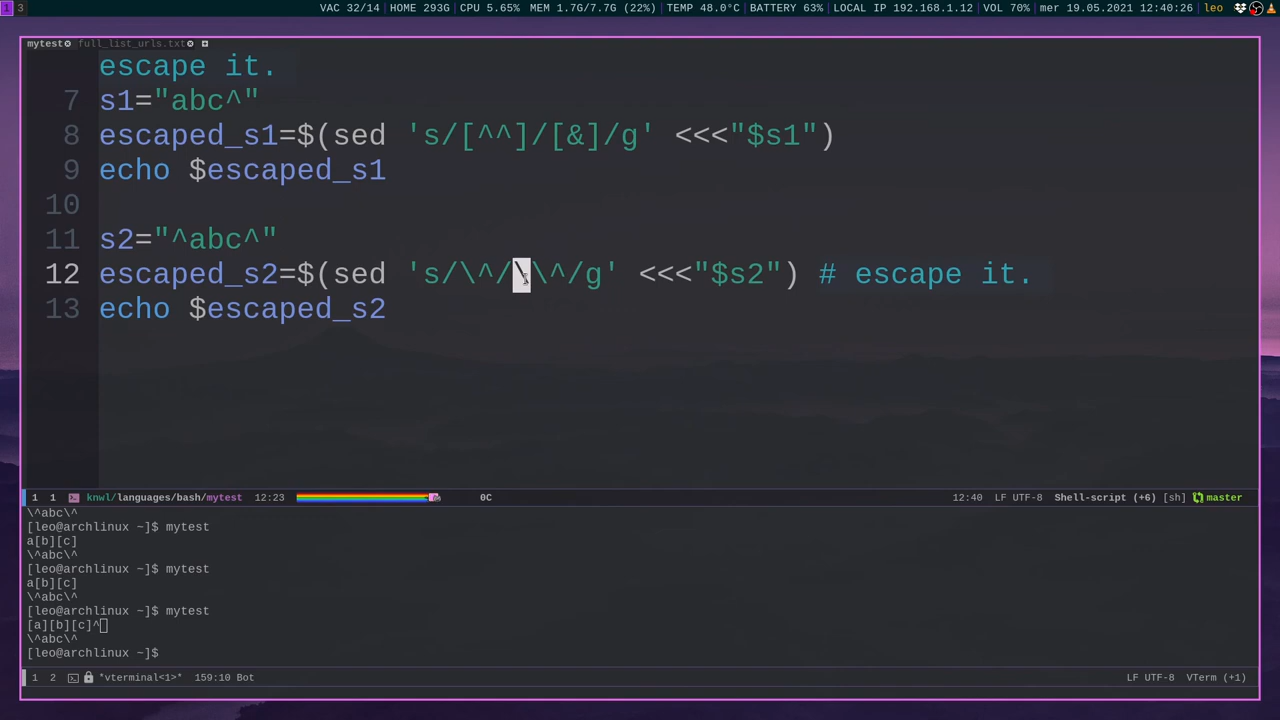 1 3 VAC 32/14 HOME 293G CPU 5.65% MEM 1.7G/7.7G (22%) TEMP 48.0°C BATTERY 63% LOCAL IP 192.168.1.12 VOL 70% mer 19.05.2021 12:40:26 leo
mytest full_list_urls.txt
escape it.
7 s1="abc^"
8 escaped_s1=$(sed 's/[^^]/[&]/g' <<<"$s1")
9 echo $escaped_s1
10
11 s2="^abc^"
12 escaped_s2=$(sed 's/\^/\\^/g' <<<"$s2") # escape it.
13 echo $escaped_s2
1 1 knwl/languages/bash/mytest 12:23 0C 12:40 LF UTF-8 Shell-script (+6) [sh] master
\^abc\^
[leo@archlinux ~]$ mytest
a[b][c]
\^abc\^
[leo@archlinux ~]$ mytest
a[b][c]
\^abc\^
[leo@archlinux ~]$ mytest
[a][b][c]^
\^abc\^
[leo@archlinux ~]$
1 2 *vterminal<1>* 159:10 Bot LF UTF-8 VTerm (+1)